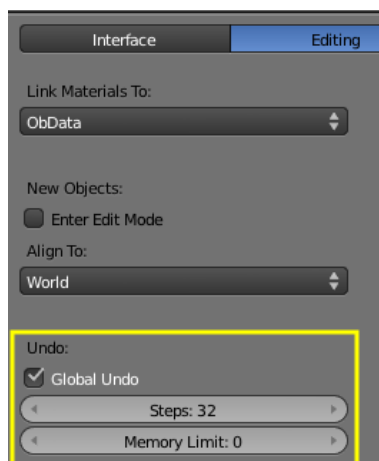 Interface Editing
Link Materials To:
ObData
New Objects:
Enter Edit Mode
Align To:
World
Undo:
Global Undo
Steps: 32
Memory Limit: 0